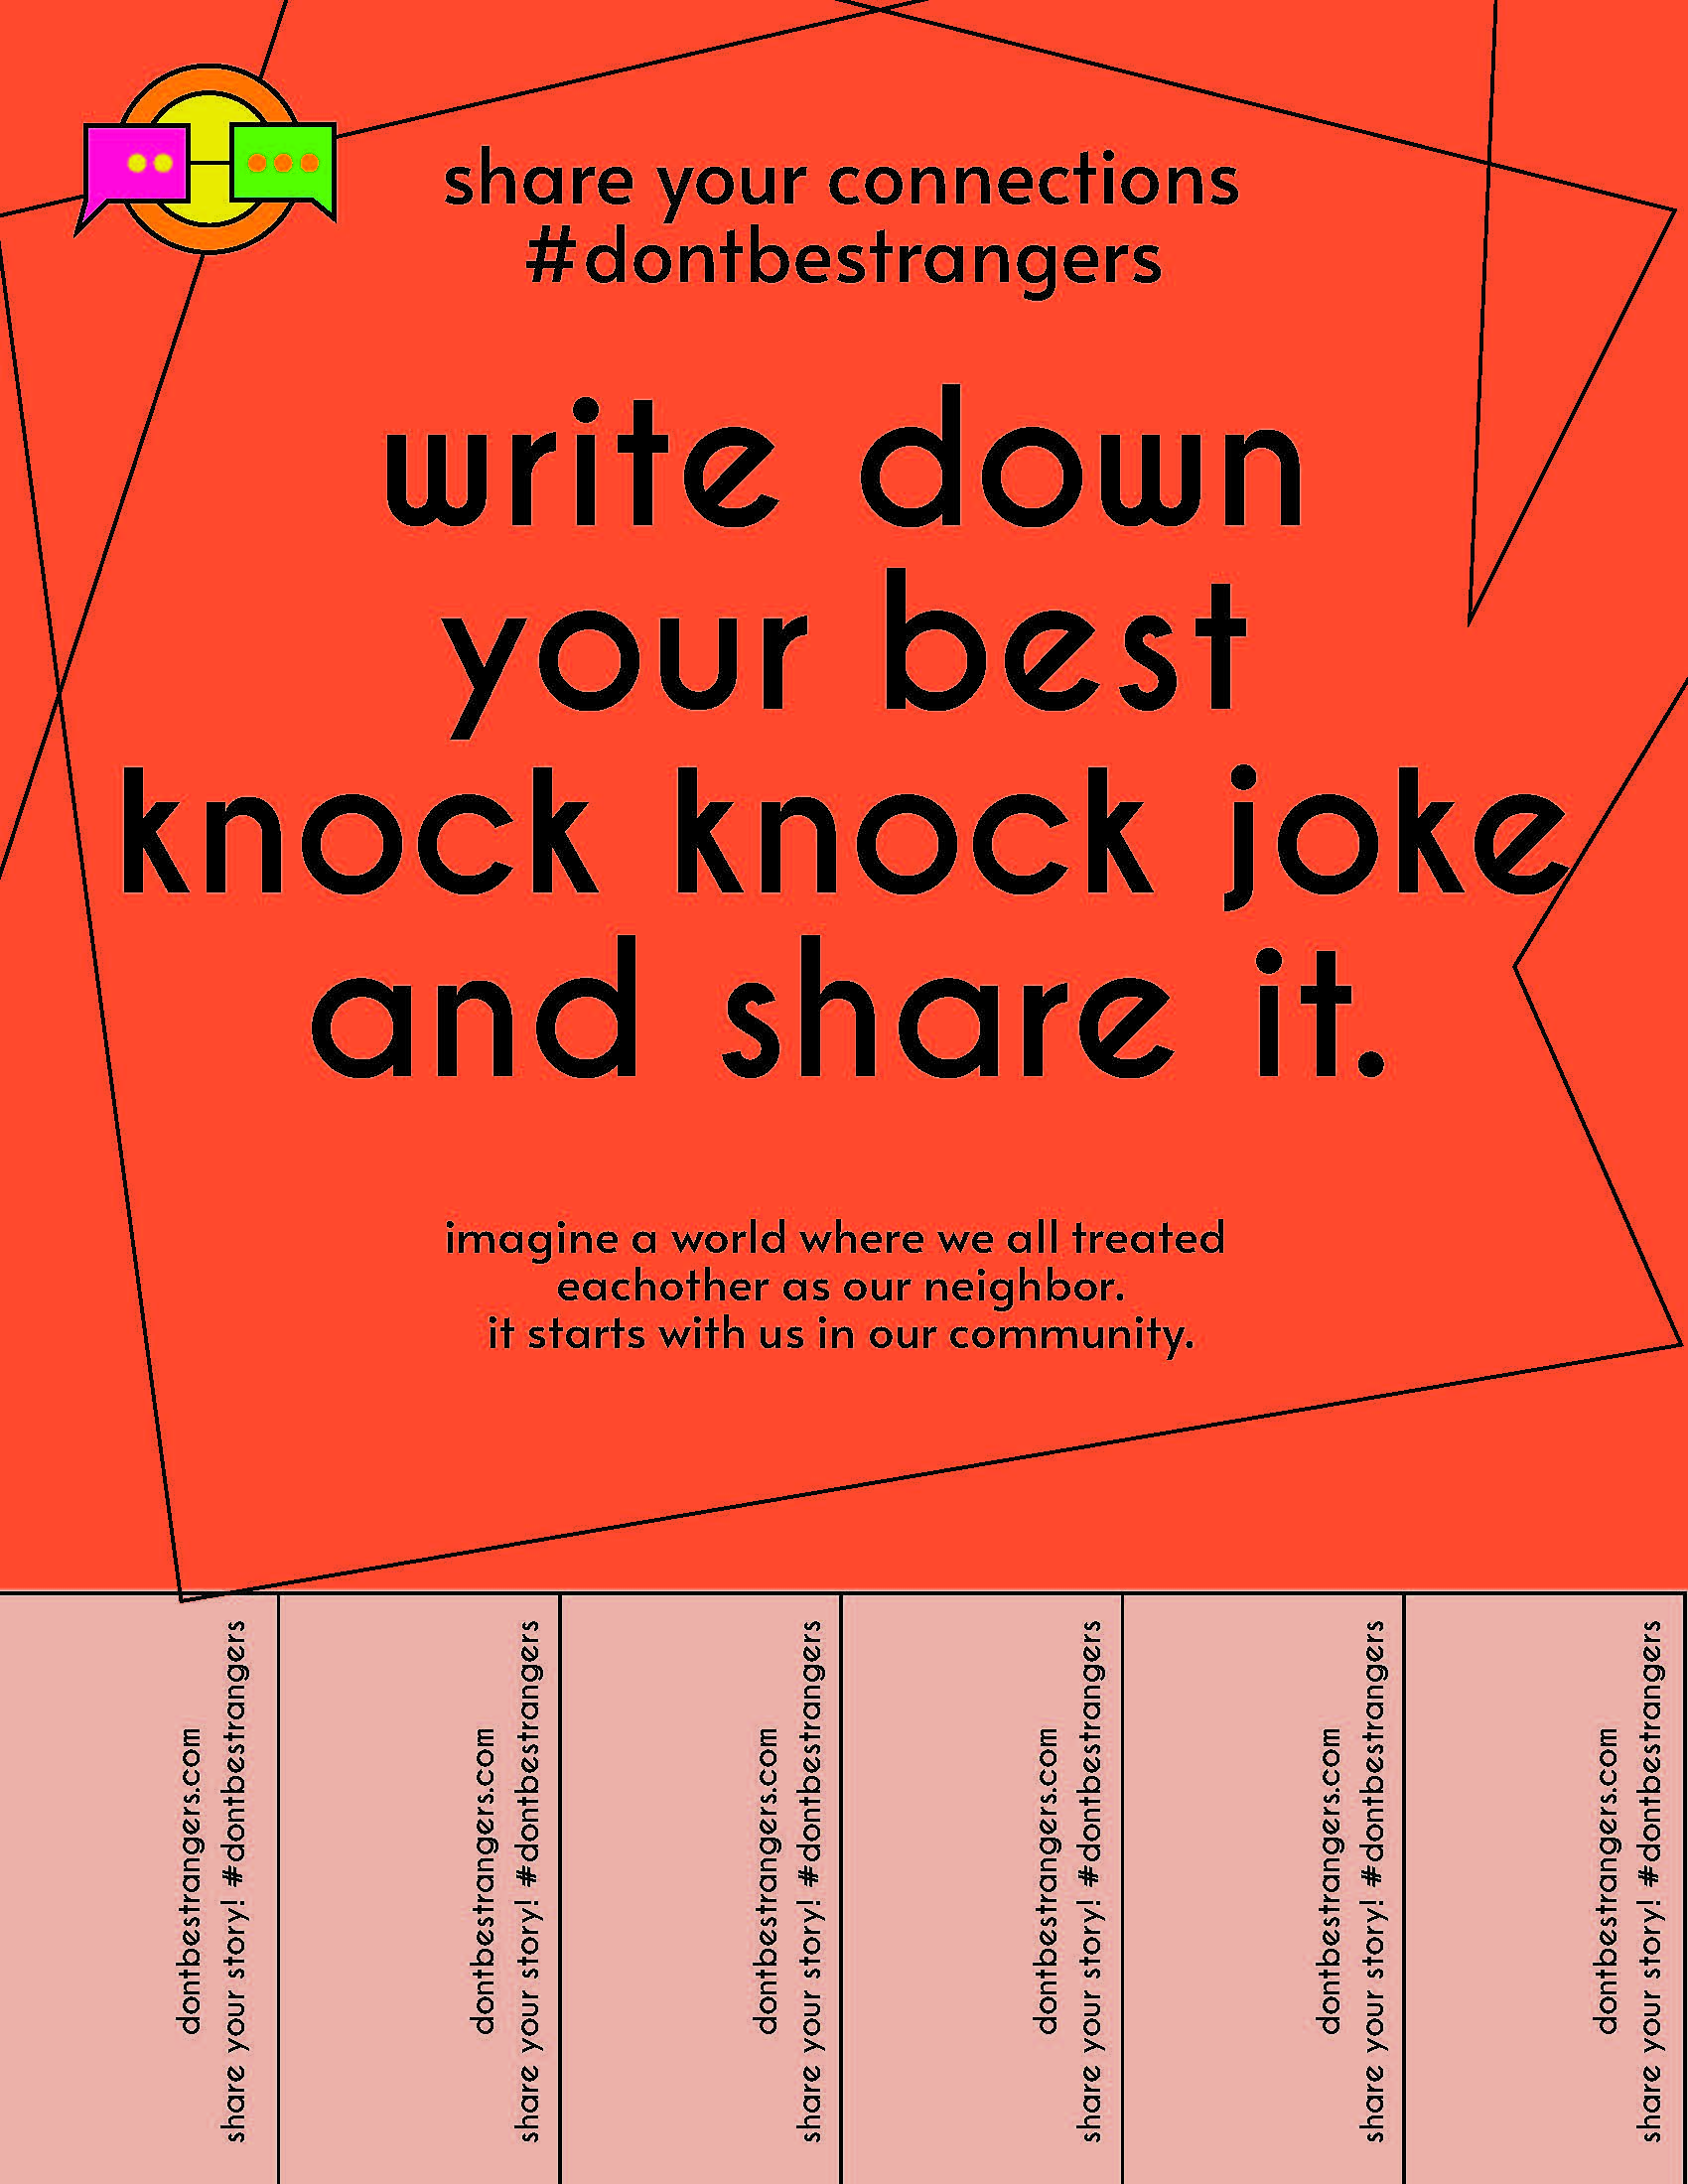 share your connections
#dontbestrangers
write down
your best
knock knock joke
and share it.
imagine a world where we all treated
eachother as our neighbor.
it starts with us in our community.
dontbestrangers.com
share your story! #dontbestrangers
dontbestrangers.com
share your story! #dontbestrangers
dontbestrangers.com
share your story! #dontbestrangers
dontbestrangers.com
share your story! #dontbestrangers
dontbestrangers.com
share your story! #dontbestrangers
dontbestrangers.com
share your story! #dontbestrangers